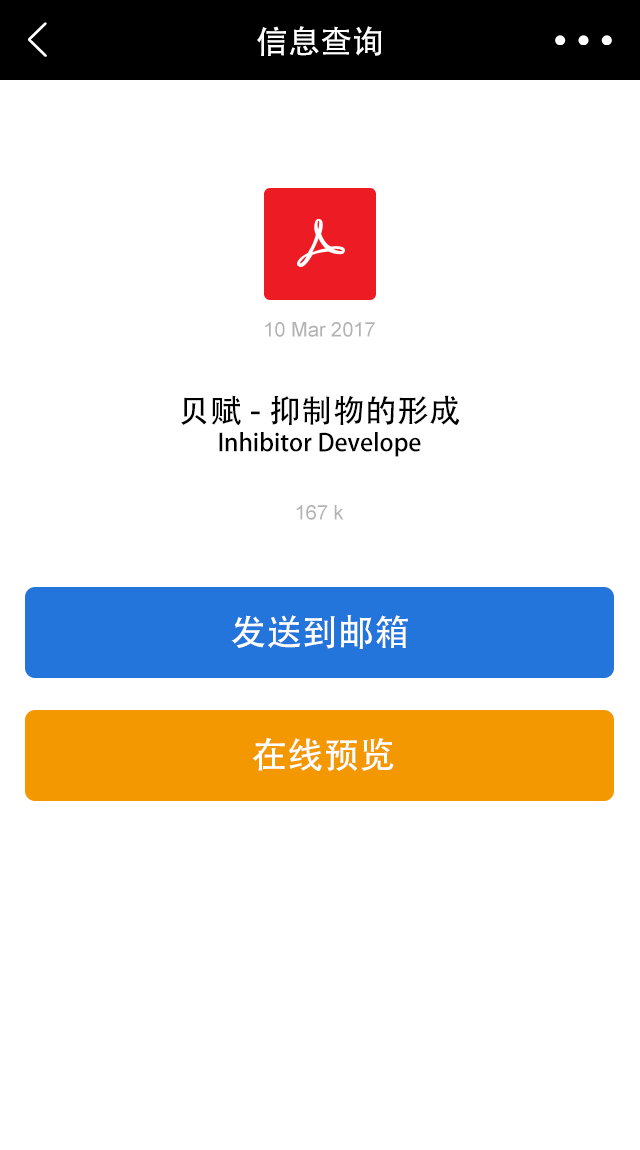 信息查询
10 Mar 2017
贝赋 - 抑制物的形成
Inhibitor Develope
167 k
发送到邮箱
在线预览